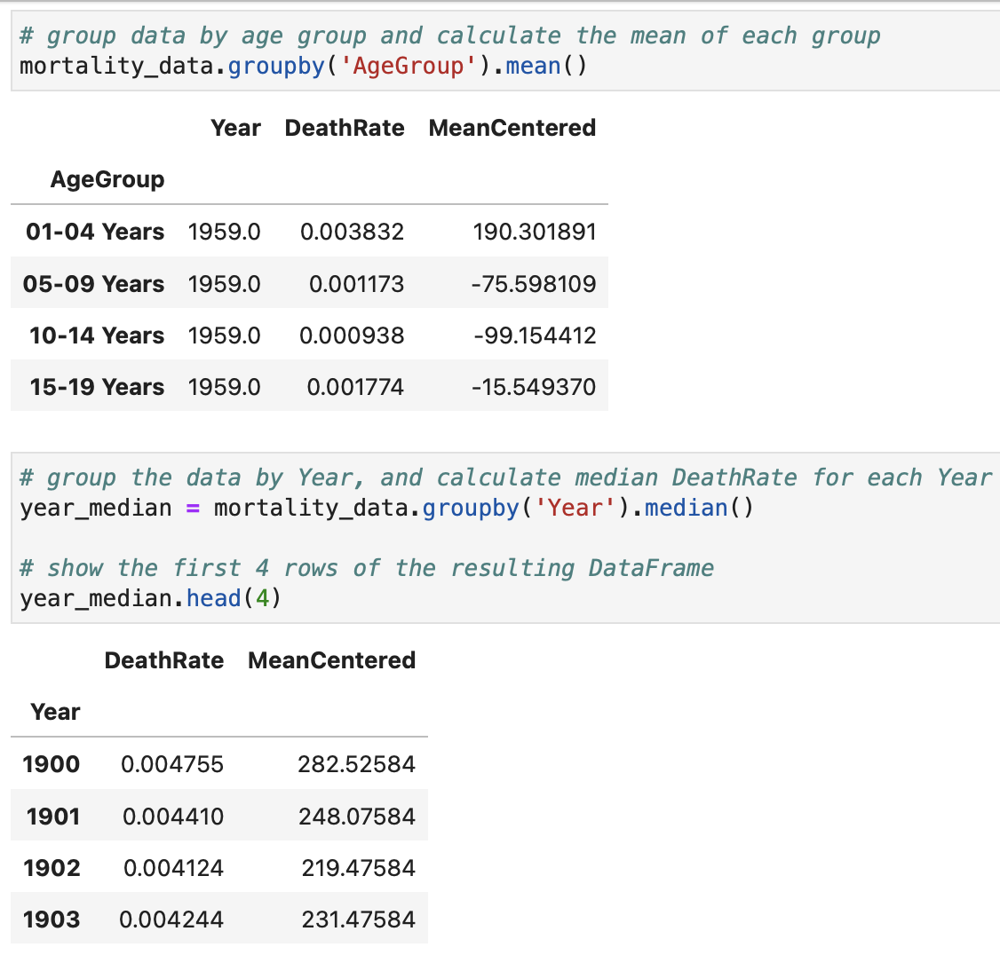 # group data by age group and calculate the mean of each group
mortality_data.groupby('AgeGroup').mean()
Year DeathRate MeanCentered
AgeGroup
01-04 Years 1959.0 0.003832 190.301891
05-09 Years 1959.0 0.001173 -75.598109
10-14 Years 1959.0 0.000938 -99.154412
15-19 Years 1959.0 0.001774 -15.549370
# group the data by Year, and calculate median DeathRate for each Year
year_median = mortality_data.groupby('Year').median()
# show the first 4 rows of the resulting DataFrame
year_median.head(4)
DeathRate MeanCentered
Year
1900 0.004755 282.52584
1901 0.004410 248.07584
1902 0.004124 219.47584
1903 0.004244 231.47584